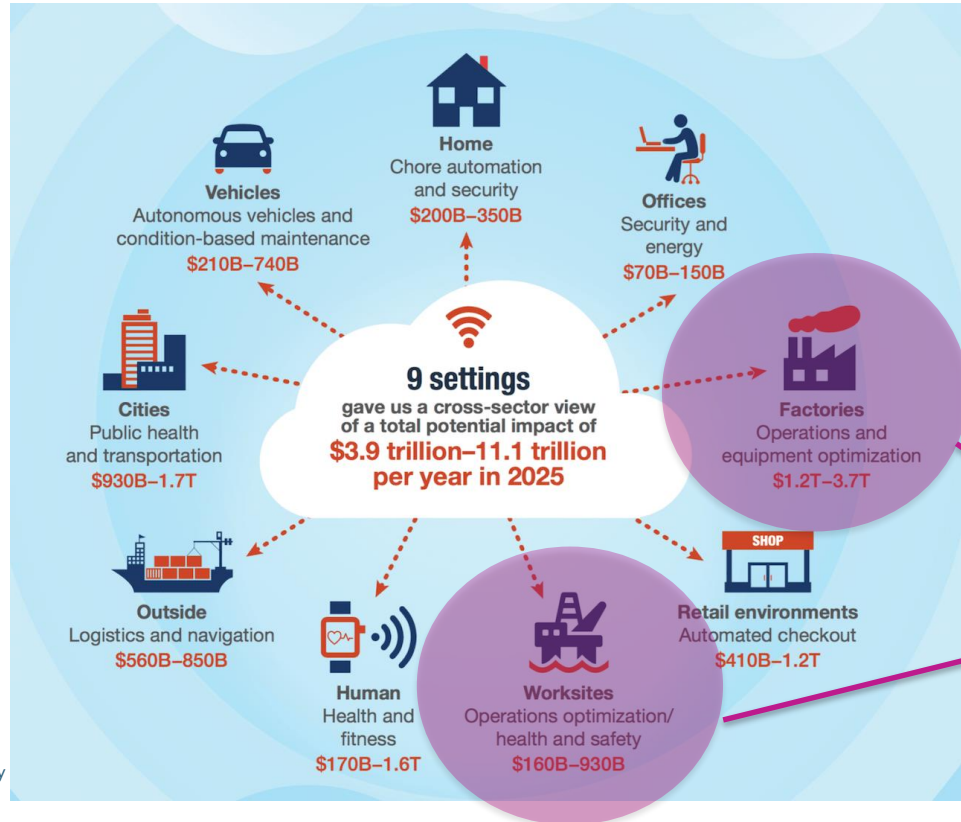 Home
Chore automation
and security
$200B–350B
Vehicles
Autonomous vehicles and
condition-based maintenance
$210B–740B
Offices
Security and
energy
$70B–150B
9 settings
gave us a cross-sector view
of a total potential impact of
$3.9 trillion–11.1 trillion
per year in 2025
Cities
Public health
and transportation
$930B–1.7T
Factories
Operations and
equipment optimization
$1.2T–3.7T
Outside
Logistics and navigation
$560B–850B
Human
Health and
fitness
$170B–1.6T
Worksites
Operations optimization/
health and safety
$160B–930B
SHOP
Retail environments
Automated checkout
$410B–1.2T